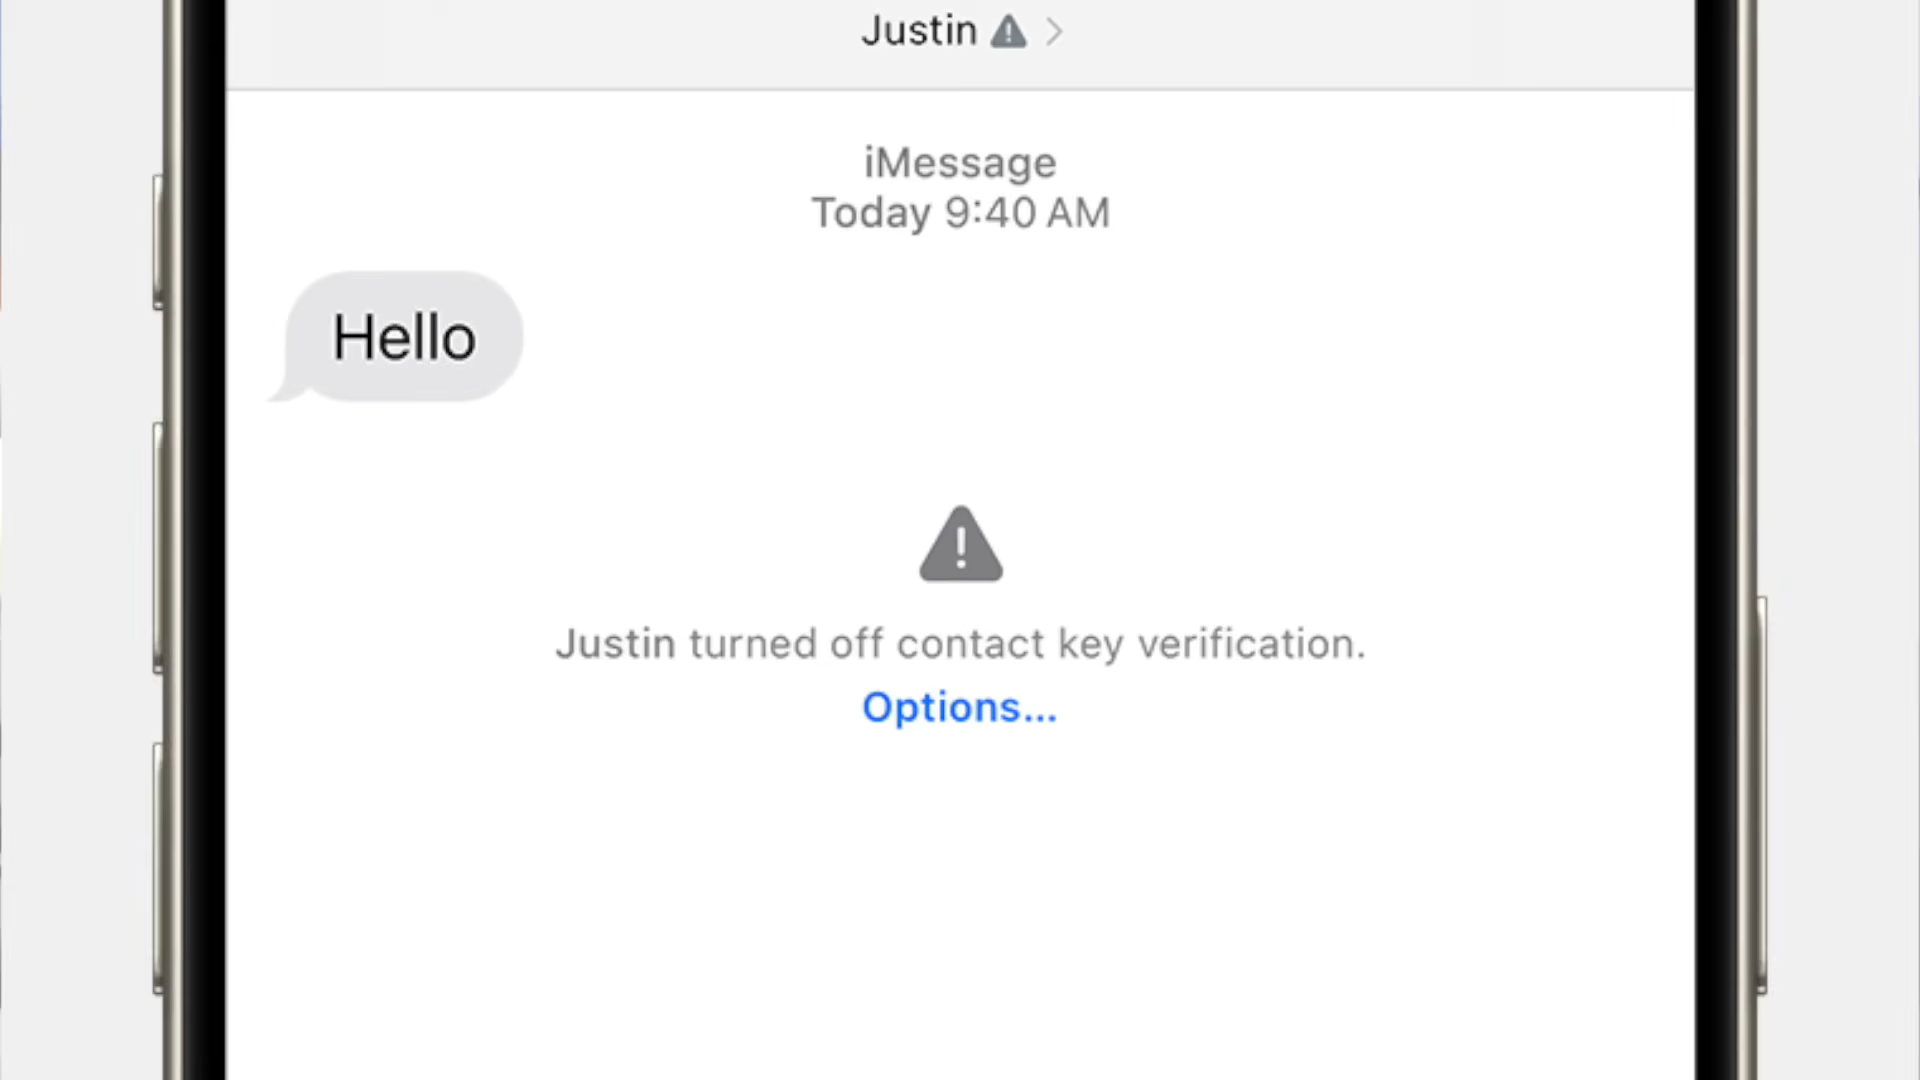 Justin
iMessage
Today 9:40 AM
Hello
Justin turned off contact key verification.
Options...